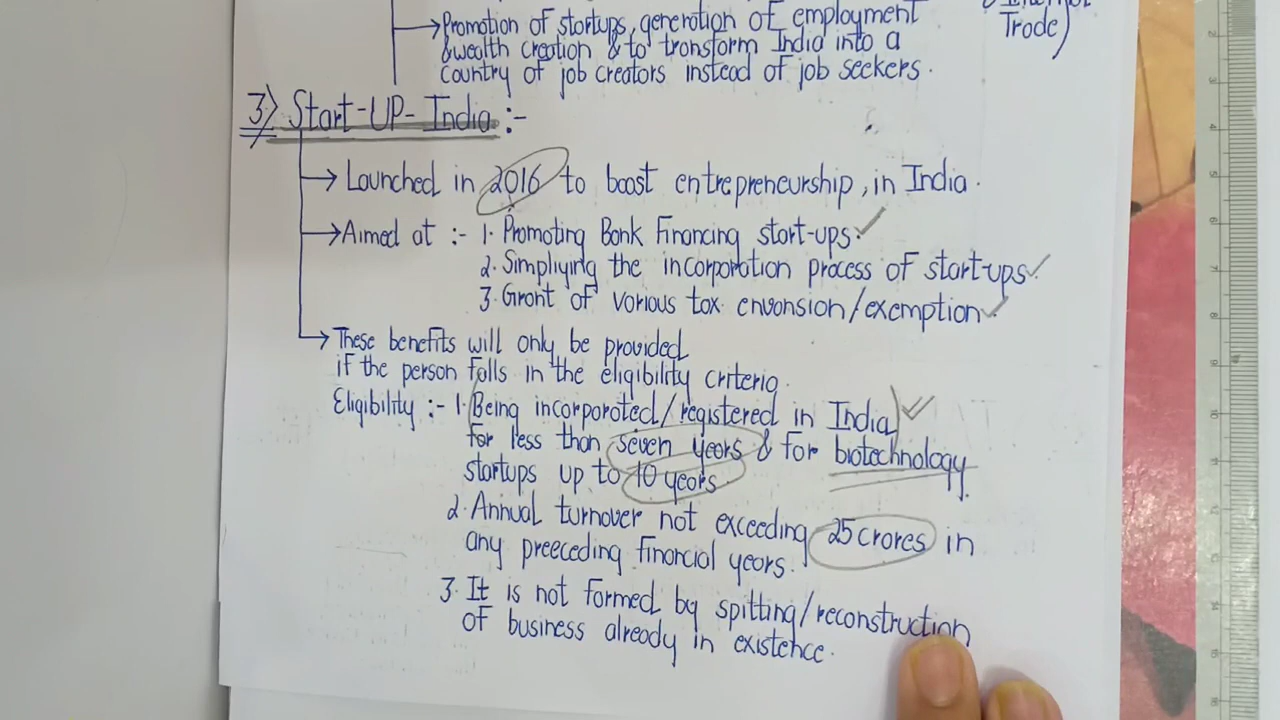 → Promotion of startups, generation of employment
& wealth creation & to transform India into a
country of job creators instead of job seekers.
Trade)
3) Start-UP-India :-
→ Launched in 2016 to boost entrepreneurship, in India.
→ Aimed at :- 1. Promoting Bank Financing start-ups.
2. Simpliying the incorporation process of start-ups
3. Grant of various tax envonsion/exemption
→ These benefits will only be provided
if the person falls in the eligibility criteria.
Eligibility :- 1. Being incorporated/registered in India
for less than seven years & for biotechnology
startups up to 10 years.
2. Annual turnover not exceeding 25 crores in
any preeceding financial years.
3. It is not formed by spitting/reconstruction
of business already in existence.